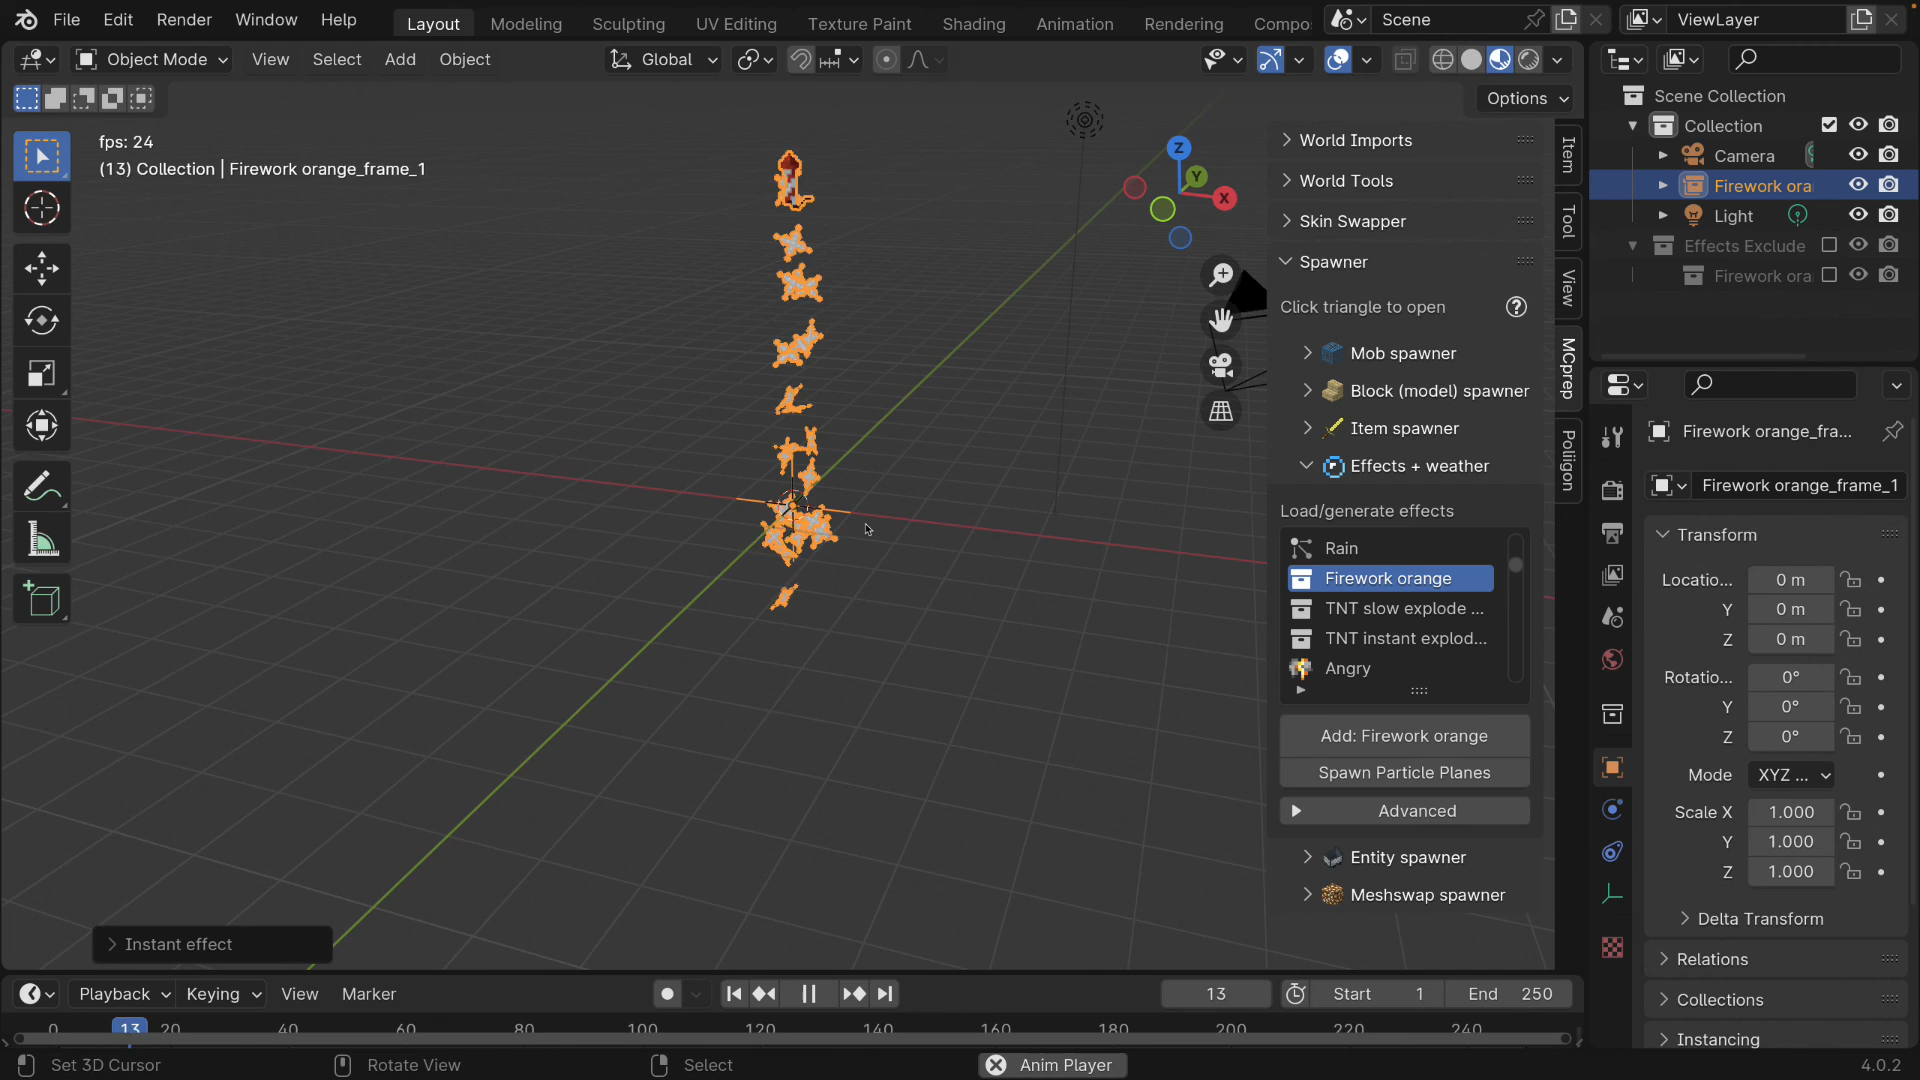 File Edit Render Window Help Layout Modeling Sculpting UV Editing Texture Paint Shading Animation Rendering Compo Scene ViewLayer
Object Mode View Select Add Object Global
Options
fps: 24
(13) Collection | Firework orange_frame_1
Z
Y
X
World Imports
World Tools
Skin Swapper
Spawner
Click triangle to open
Mob spawner
Block (model) spawner
Item spawner
Effects + weather
Load/generate effects
Rain
Firework orange
TNT slow explode ...
TNT instant explod...
Angry
Add: Firework orange
Spawn Particle Planes
Advanced
Entity spawner
Meshswap spawner
Item
Tool
View
MCprep
Poliigon
Scene Collection
Collection
Camera
Firework ora
Light
Effects Exclude
Firework ora
Firework orange_fra...
Firework orange_frame_1
Transform
Locatio... 0 m
Y 0 m
Z 0 m
Rotatio... 0°
Y 0°
Z 0°
Mode XYZ ...
Scale X 1.000
Y 1.000
Z 1.000
Delta Transform
Relations
Collections
Instancing
Instant effect
Playback Keying View Marker 13 Start 1 End 250
0 13 20 40 60 80 100 120 140 160 180 200 220 240
Set 3D Cursor Rotate View Select Anim Player 4.0.2